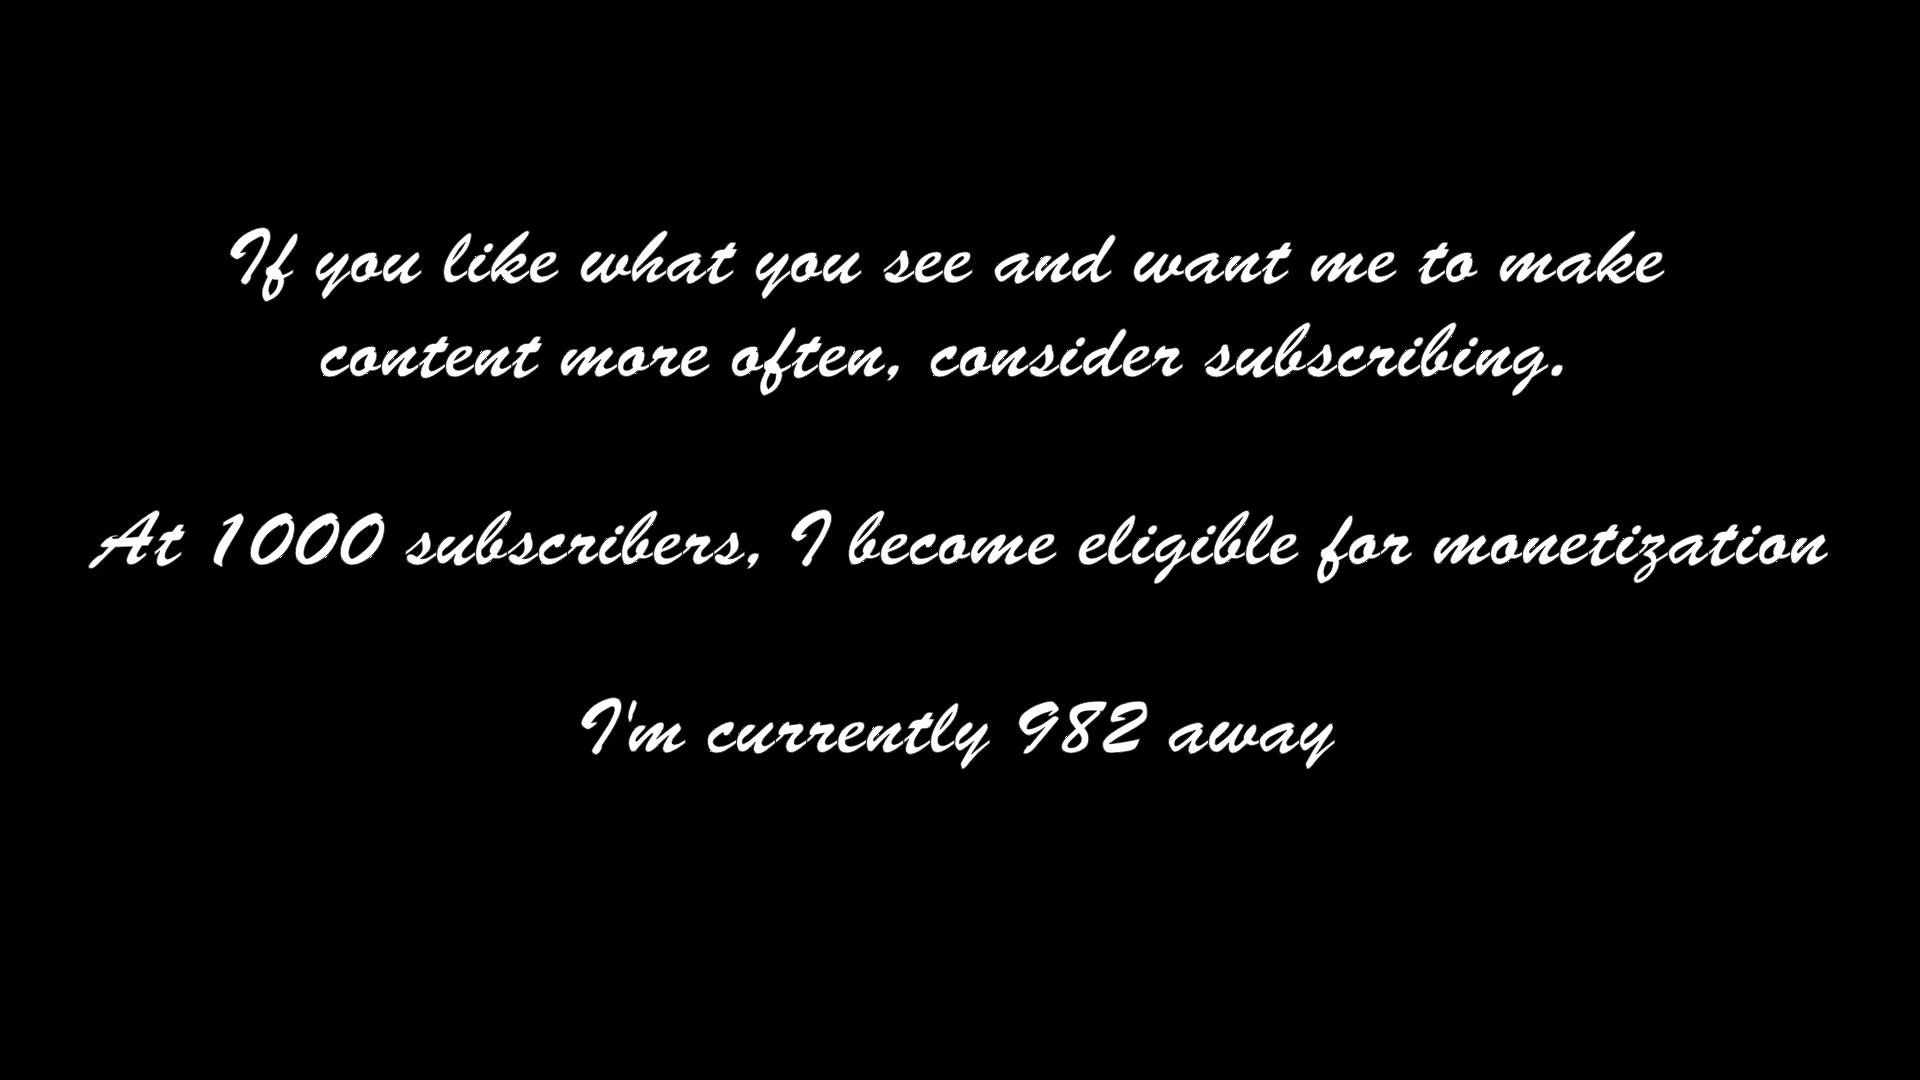 If you like what you see and want me to make
content more often, consider subscribing.
At 1000 subscribers, I become eligible for monetization
I'm currently 982 away